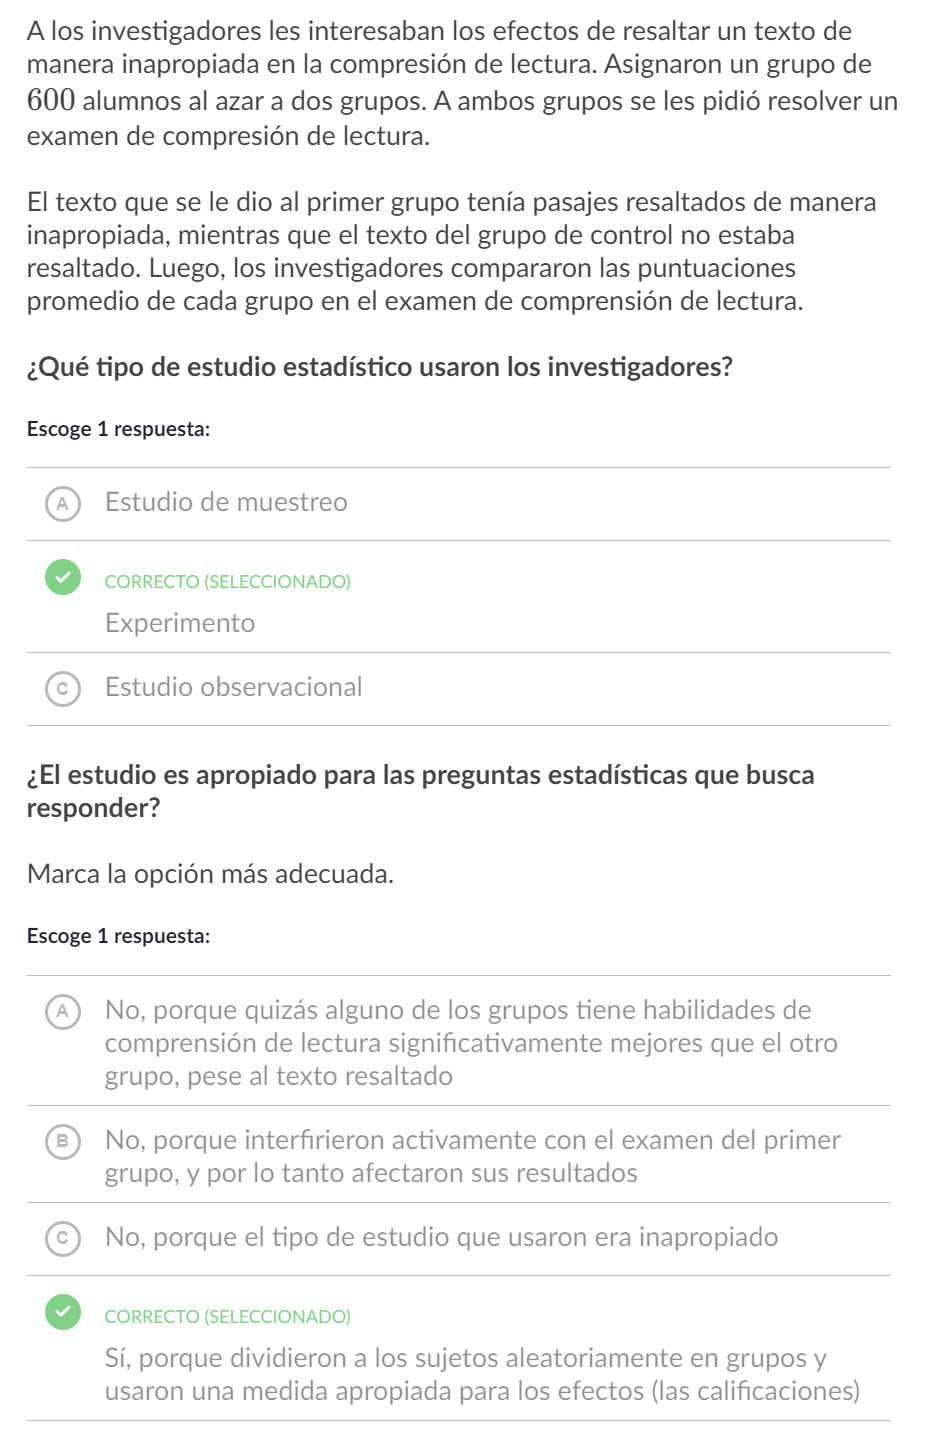 A los investigadores les interesaban los efectos de resaltar un texto de
manera inapropiada en la compresión de lectura. Asignaron un grupo de
600 alumnos al azar a dos grupos. A ambos grupos se les pidió resolver un
examen de compresión de lectura.
El texto que se le dio al primer grupo tenía pasajes resaltados de manera
inapropiada, mientras que el texto del grupo de control no estaba
resaltado. Luego, los investigadores compararon las puntuaciones
promedio de cada grupo en el examen de comprensión de lectura.
¿Qué tipo de estudio estadístico usaron los investigadores?
Escoge 1 respuesta:
A Estudio de muestreo
CORRECTO (SELECCIONADO)
Experimento
C Estudio observacional
¿El estudio es apropiado para las preguntas estadísticas que busca
responder?
Marca la opción más adecuada.
Escoge 1 respuesta:
A No, porque quizás alguno de los grupos tiene habilidades de
comprensión de lectura significativamente mejores que el otro
grupo, pese al texto resaltado
B No, porque interfirieron activamente con el examen del primer
grupo, y por lo tanto afectaron sus resultados
C No, porque el tipo de estudio que usaron era inapropiado
CORRECTO (SELECCIONADO)
Sí, porque dividieron a los sujetos aleatoriamente en grupos y
usaron una medida apropiada para los efectos (las calificaciones)